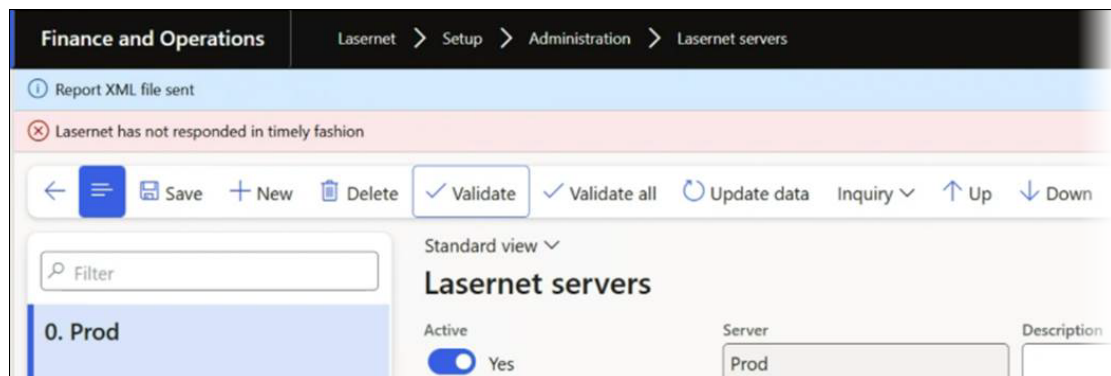 Finance and Operations Lasernet > Setup > Administration > Lasernet servers
Report XML file sent
Lasernet has not responded in timely fashion
Save New Delete Validate Validate all Update data Inquiry Up Down
Standard view
Filter
Lasernet servers
0. Prod
Active Server Description
Yes Prod